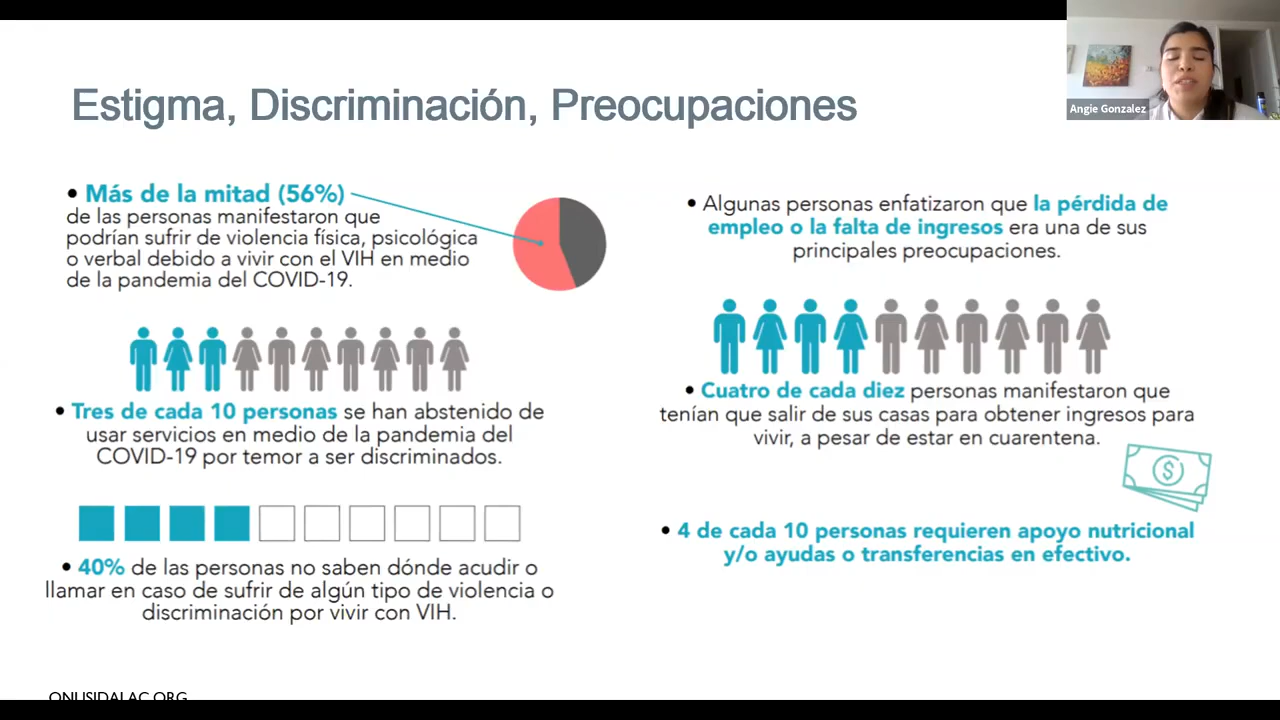 Angie Gonzalez
Estigma, Discriminación, Preocupaciones
• Más de la mitad (56%)
de las personas manifestaron que
podrían sufrir de violencia física, psicológica
o verbal debido a vivir con el VIH en medio
de la pandemia del COVID-19.
• Tres de cada 10 personas se han abstenido de
usar servicios en medio de la pandemia del
COVID-19 por temor a ser discriminados.
• 40% de las personas no saben dónde acudir o
llamar en caso de sufrir de algún tipo de violencia o
discriminación por vivir con VIH.
• Algunas personas enfatizaron que la pérdida de
empleo o la falta de ingresos era una de sus
principales preocupaciones.
• Cuatro de cada diez personas manifestaron que
tenían que salir de sus casas para obtener ingresos para
vivir, a pesar de estar en cuarentena.
$
• 4 de cada 10 personas requieren apoyo nutricional
y/o ayudas o transferencias en efectivo.
ONUSIDALAC.ORG